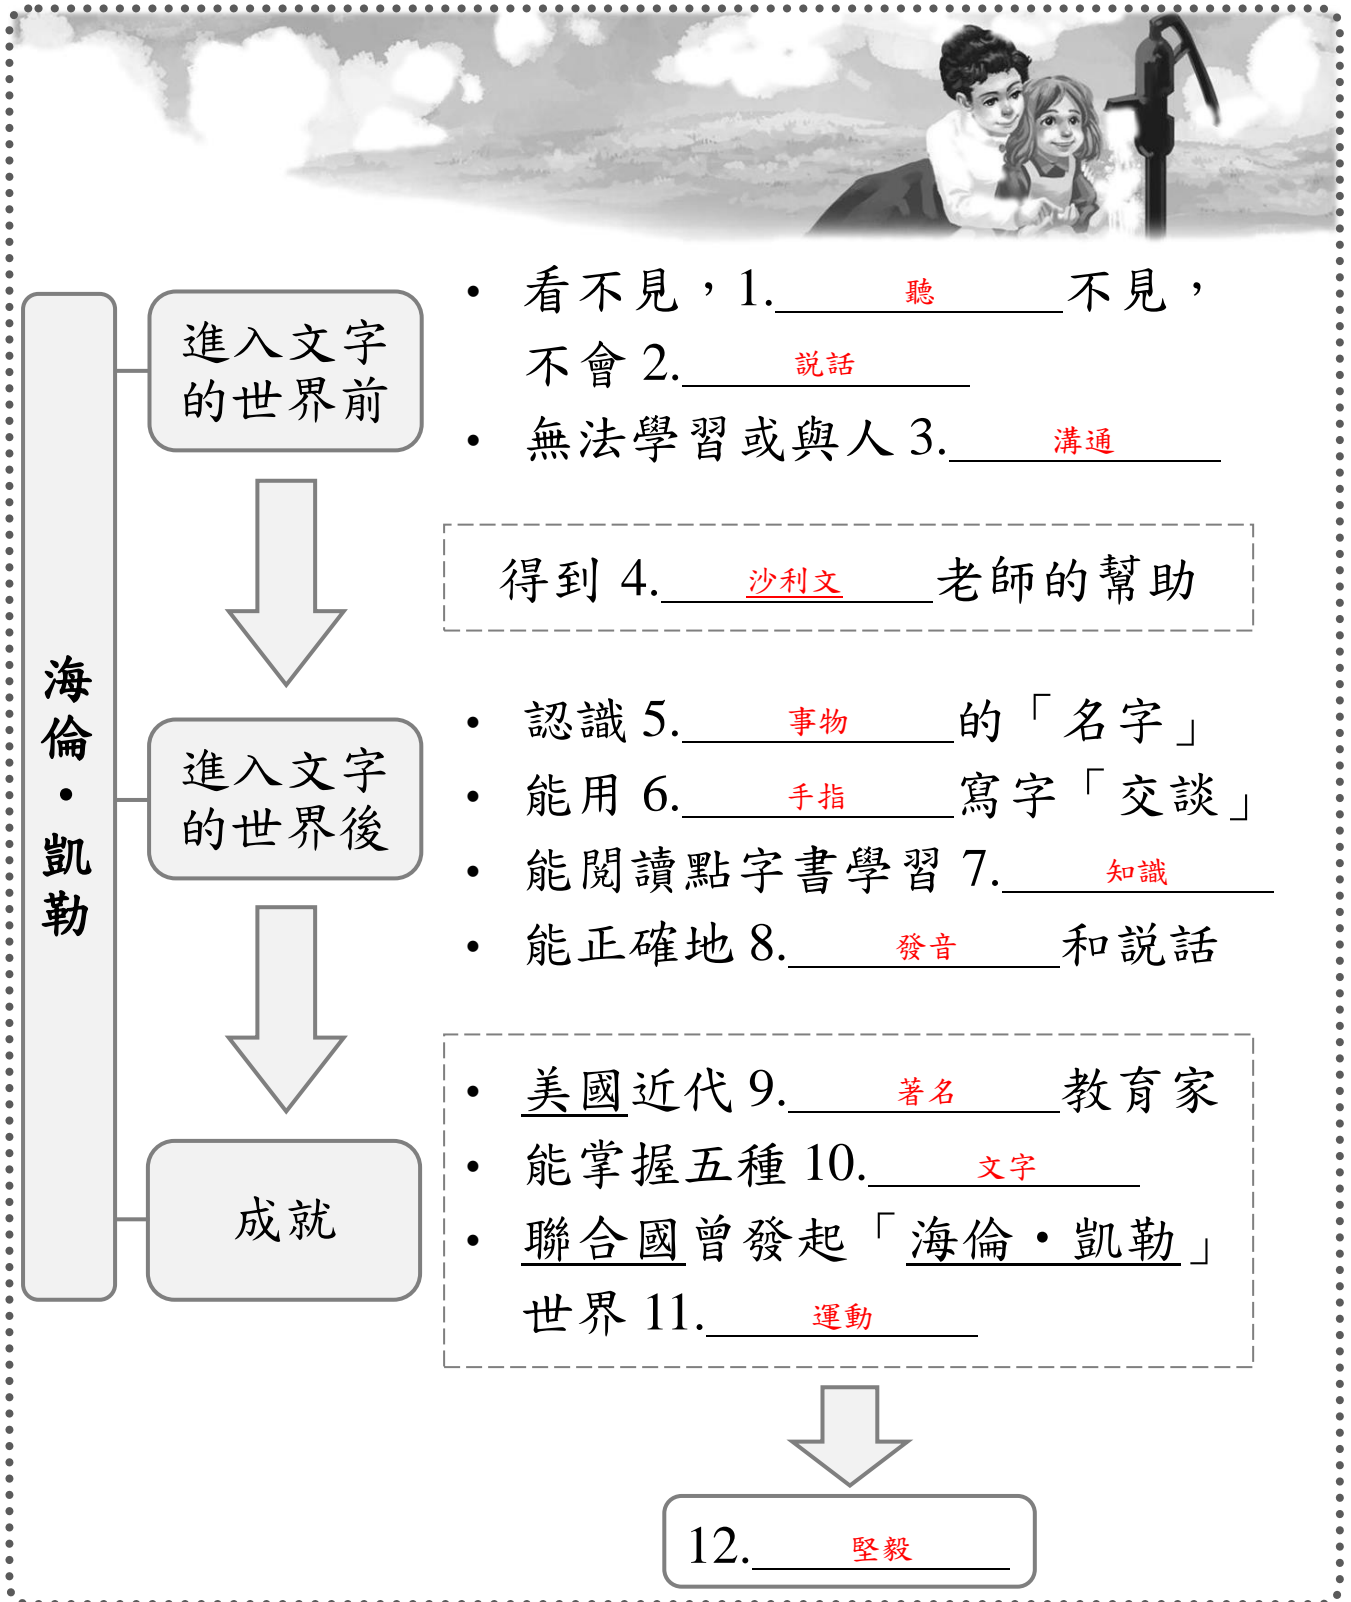 海倫・凱勒
進入文字
的世界前
• 看不見，1. 聽 不見，
不會 2. 說話
• 無法學習或與人 3. 溝通
得到 4. 沙利文 老師的幫助
進入文字
的世界後
• 認識 5. 事物 的「名字」
• 能用 6. 手指 寫字「交談」
• 能閱讀點字書學習 7. 知識
• 能正確地 8. 發音 和說話
成就
• 美國近代 9. 著名 教育家
• 能掌握五種 10. 文字
• 聯合國曾發起「海倫・凱勒」
世界 11. 運動
12. 堅毅